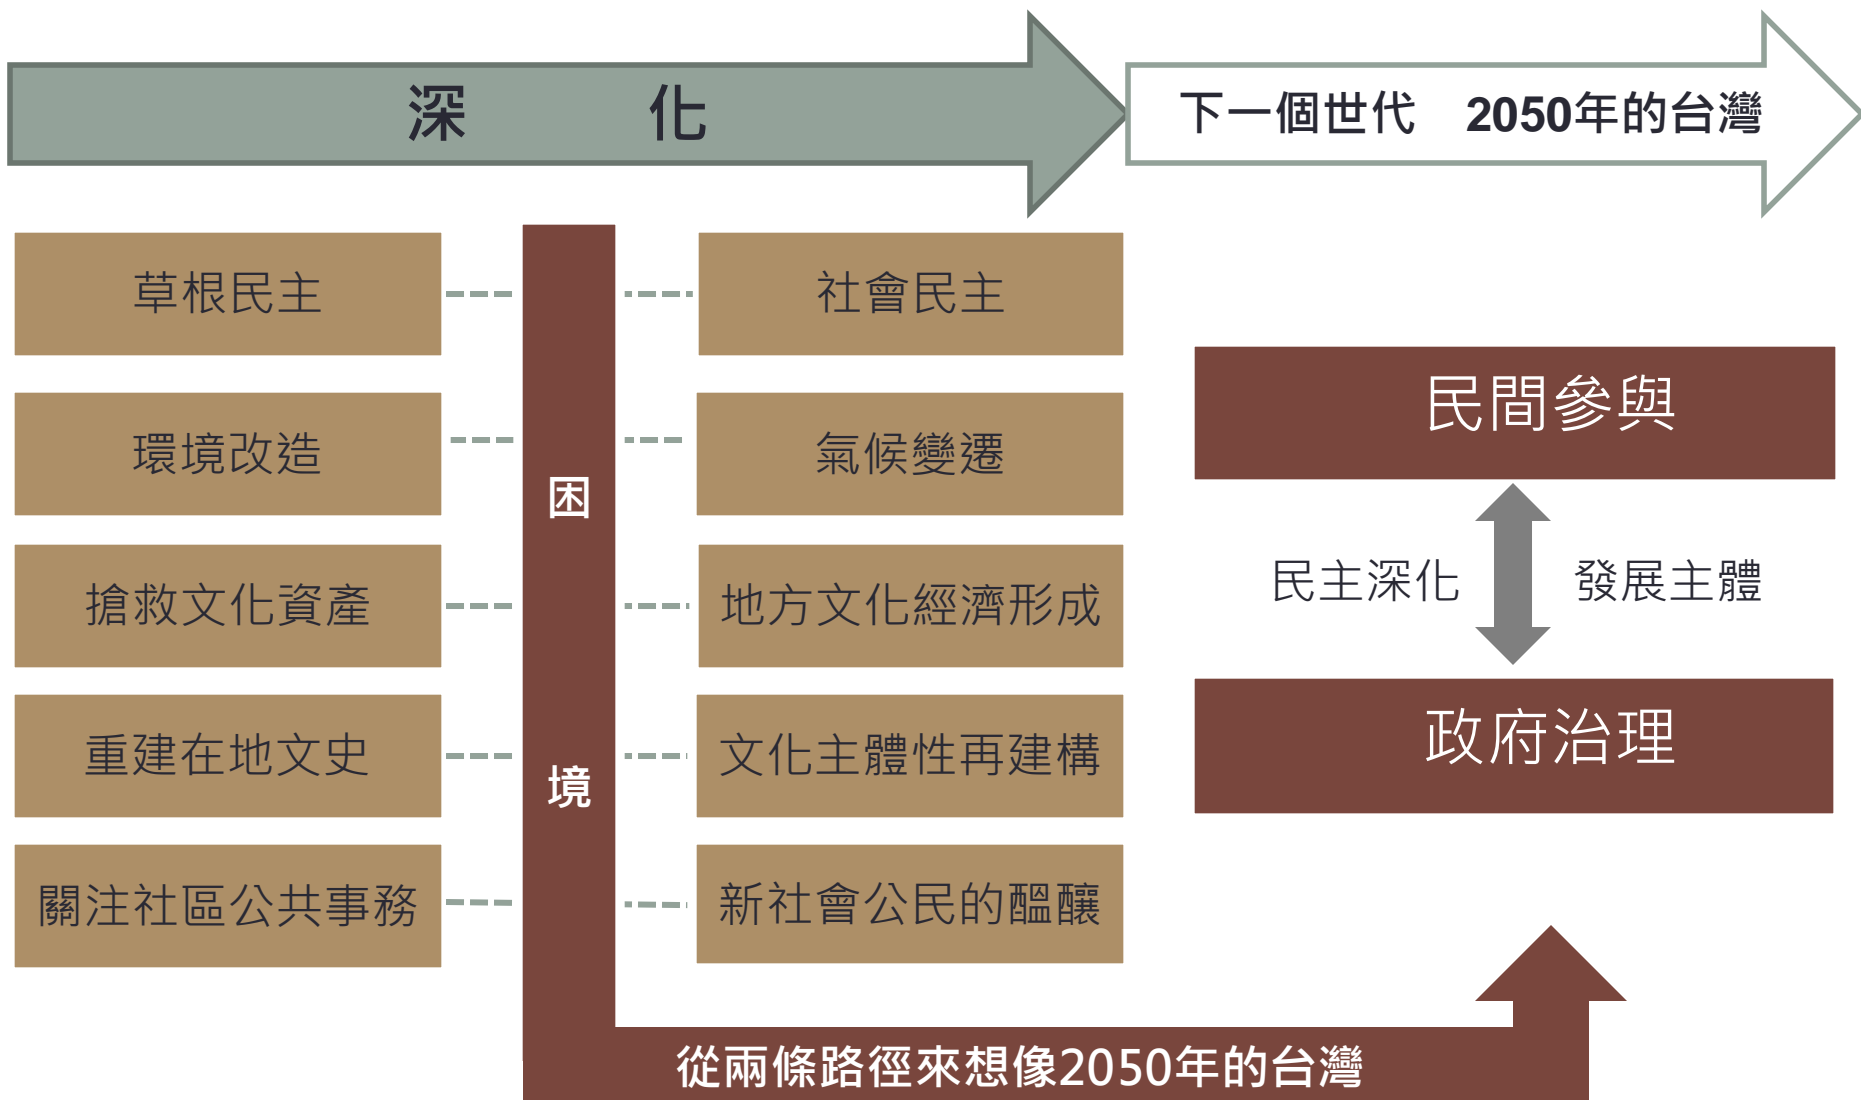 深 化
下一個世代 2050年的台灣
草根民主
社會民主
環境改造
氣候變遷
搶救文化資產
地方文化經濟形成
重建在地文史
文化主體性再建構
關注社區公共事務
新社會公民的醞釀
困
境
民間參與
民主深化
發展主體
政府治理
從兩條路徑來想像2050年的台灣